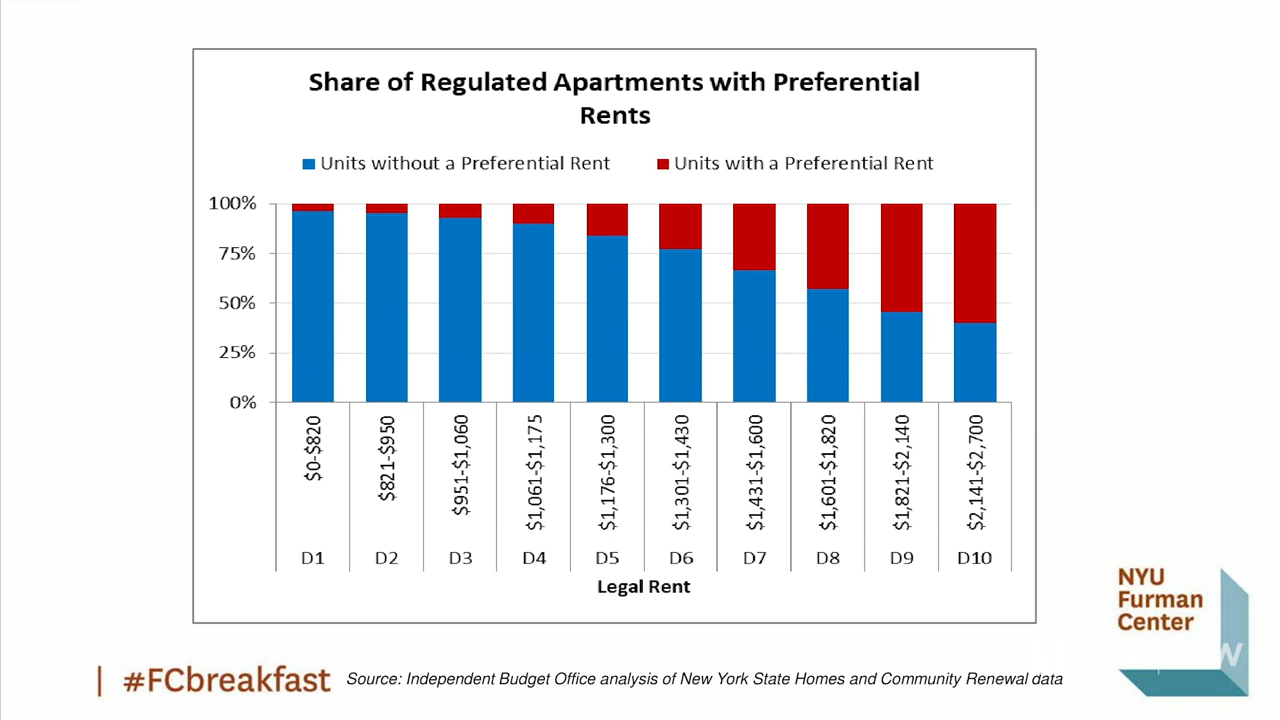 Share of Regulated Apartments with Preferential
Rents
Units without a Preferential Rent
Units with a Preferential Rent
100%
75%
50%
25%
0%
$0-$820
$821-$950
$951-$1,060
$1,061-$1,175
$1,176-$1,300
$1,301-$1,430
$1,431-$1,600
$1,601-$1,820
$1,821-$2,140
$2,141-$2,700
D1
D2
D3
D4
D5
D6
D7
D8
D9
D10
Legal Rent
NYU
Furman
Center
| #FCbreakfast
Source: Independent Budget Office analysis of New York State Homes and Community Renewal data